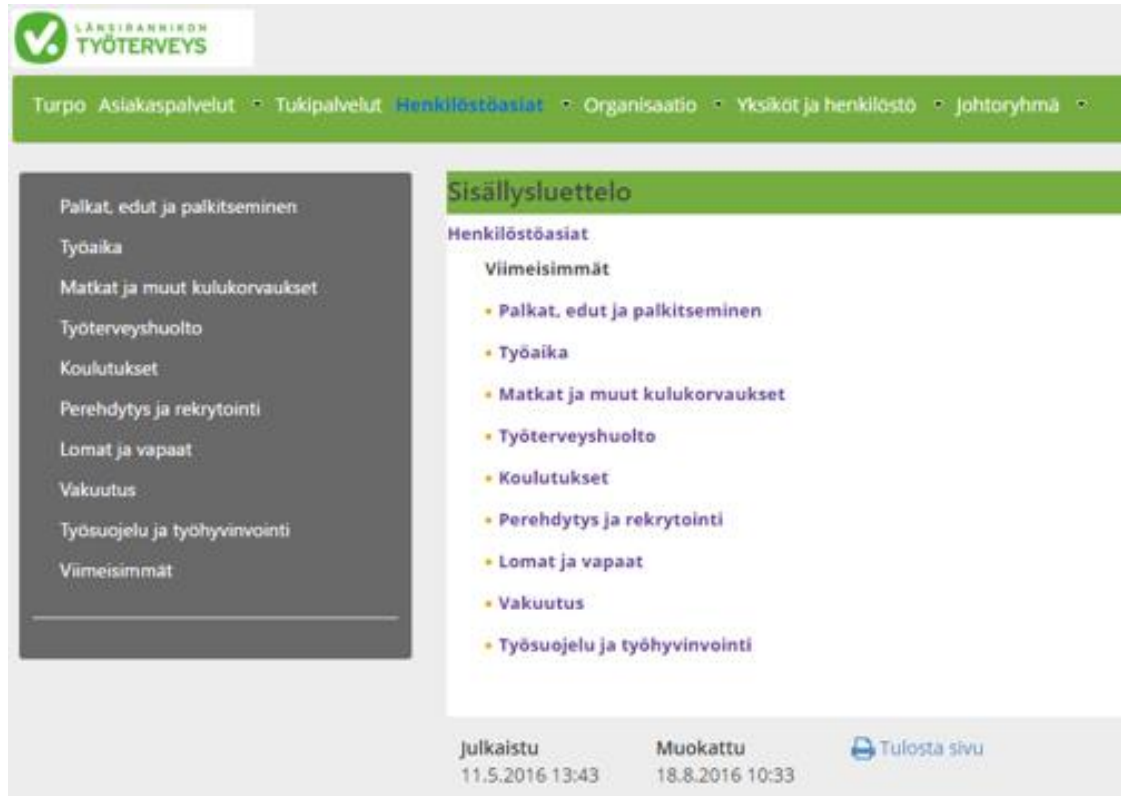 LÄNSIRANNIKON
TYÖTERVEYS
Turpo Asiakaspalvelut Tukipalvelut Henkilöstöasiat Organisaatio Yksiköt ja henkilöstö Johtoryhmä
Palkat, edut ja palkitseminen
Työaika
Matkat ja muut kulukorvaukset
Työterveyshuolto
Koulutukset
Perehdytys ja rekrytointi
Lomat ja vapaat
Vakuutus
Työsuojelu ja työhyvinvointi
Viimeisimmät
Sisällysluettelo
Henkilöstöasiat
Viimeisimmät
• Palkat, edut ja palkitseminen
• Työaika
• Matkat ja muut kulukorvaukset
• Työterveyshuolto
• Koulutukset
• Perehdytys ja rekrytointi
• Lomat ja vapaat
• Vakuutus
• Työsuojelu ja työhyvinvointi
Julkaistu Muokattu Tulosta sivu
11.5.2016 13:43 18.8.2016 10:33